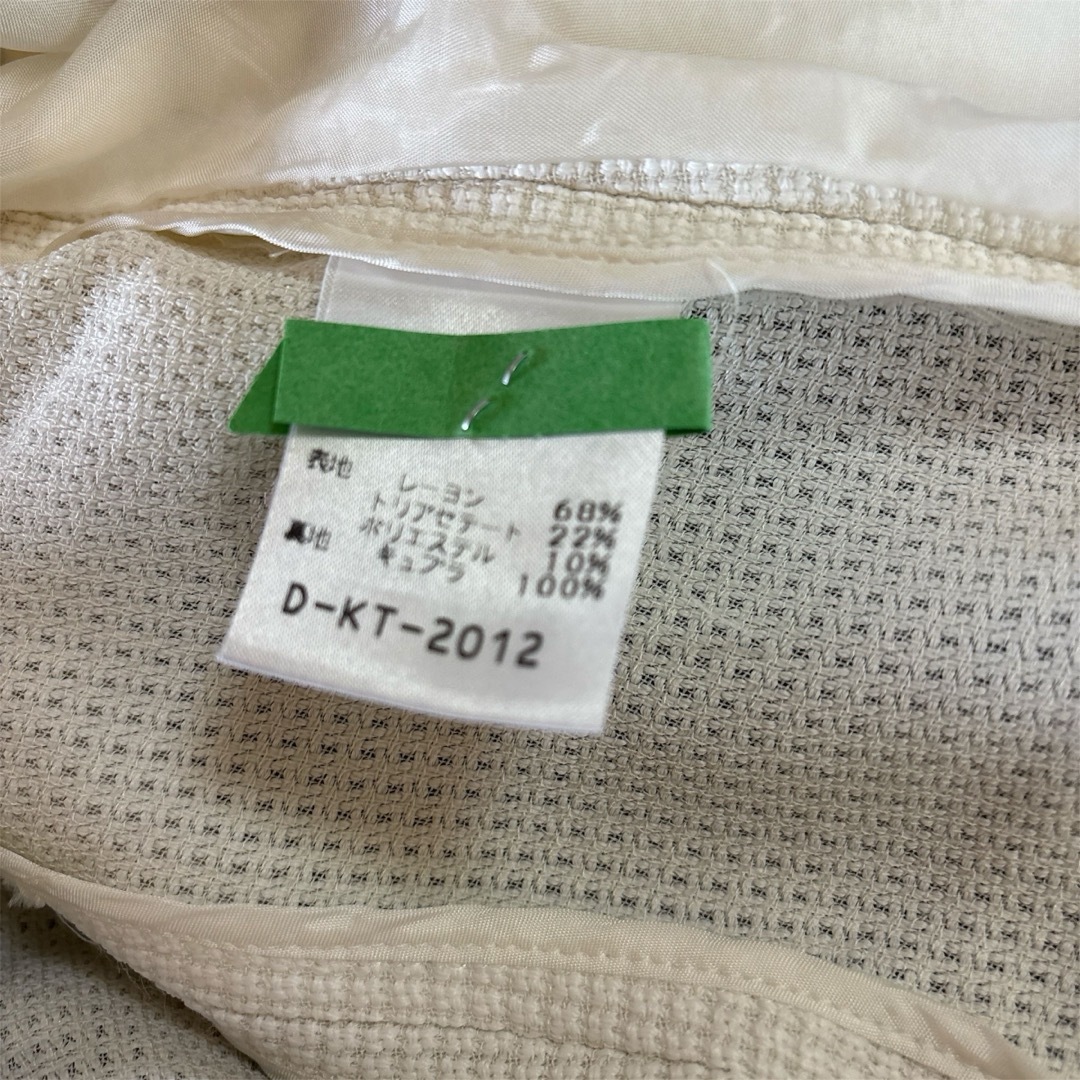 表地 レーヨン 68%
トリアセテート 22%
ポリエステル 10%
裏地 キュプラ 100%
D-KT-2012